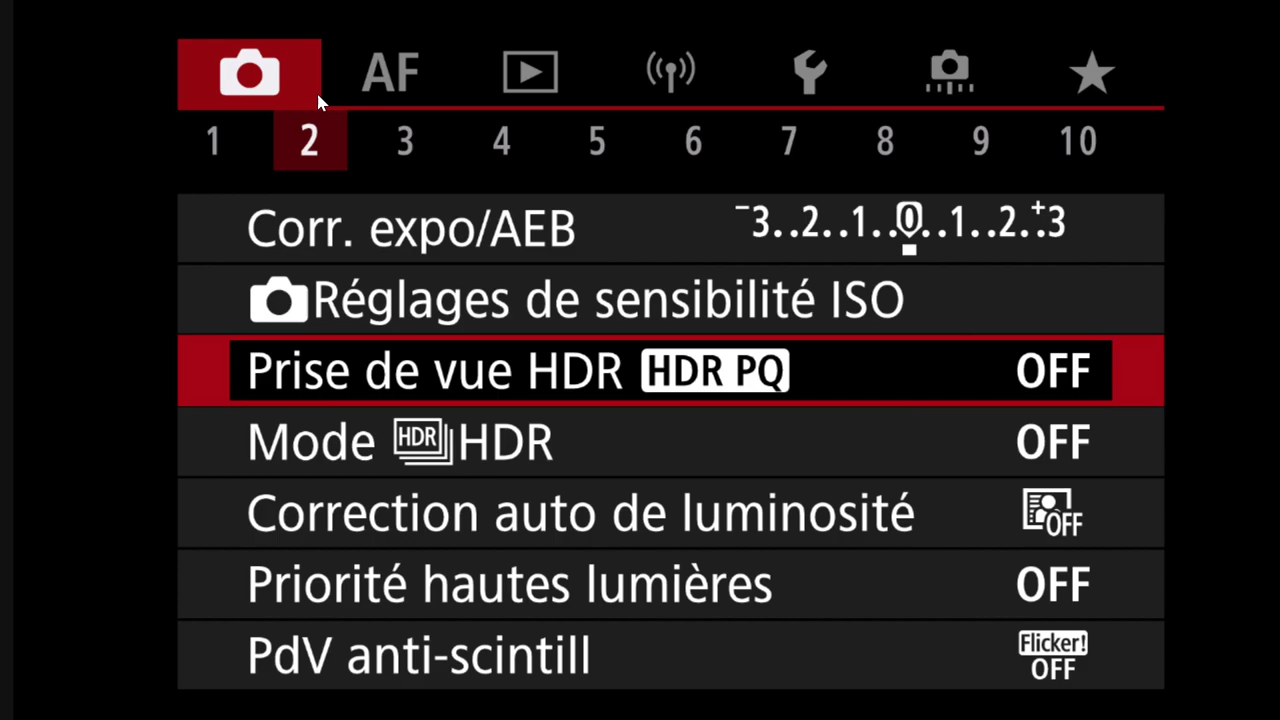 AF
1 2 3 4 5 6 7 8 9 10
Corr. expo/AEB -3..2..1..0..1..2..+3
Réglages de sensibilité ISO
Prise de vue HDR HDR PQ OFF
Mode HDR HDR OFF
Correction auto de luminosité OFF
Priorité hautes lumières OFF
PdV anti-scintill Flicker! OFF